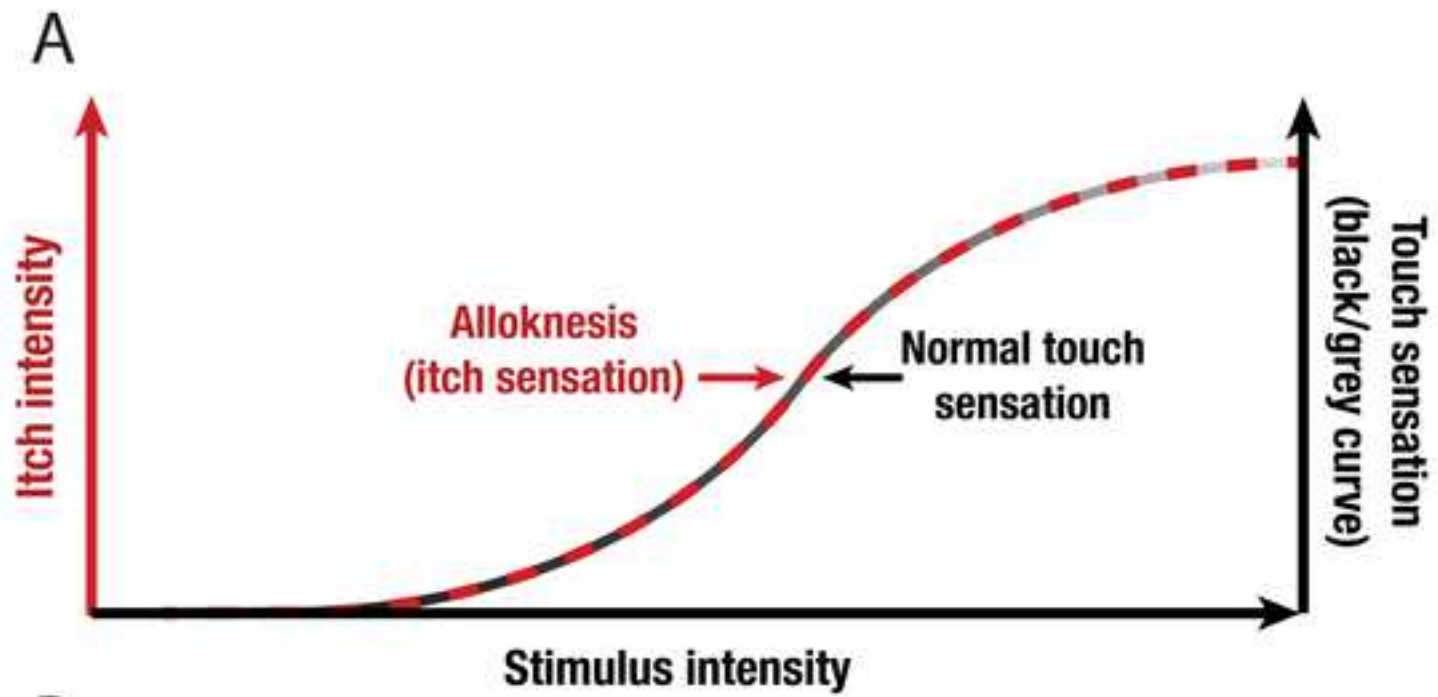 A
Itch intensity
Alloknesis
(itch sensation)
Normal touch
sensation
Touch sensation
(black/grey curve)
Stimulus intensity